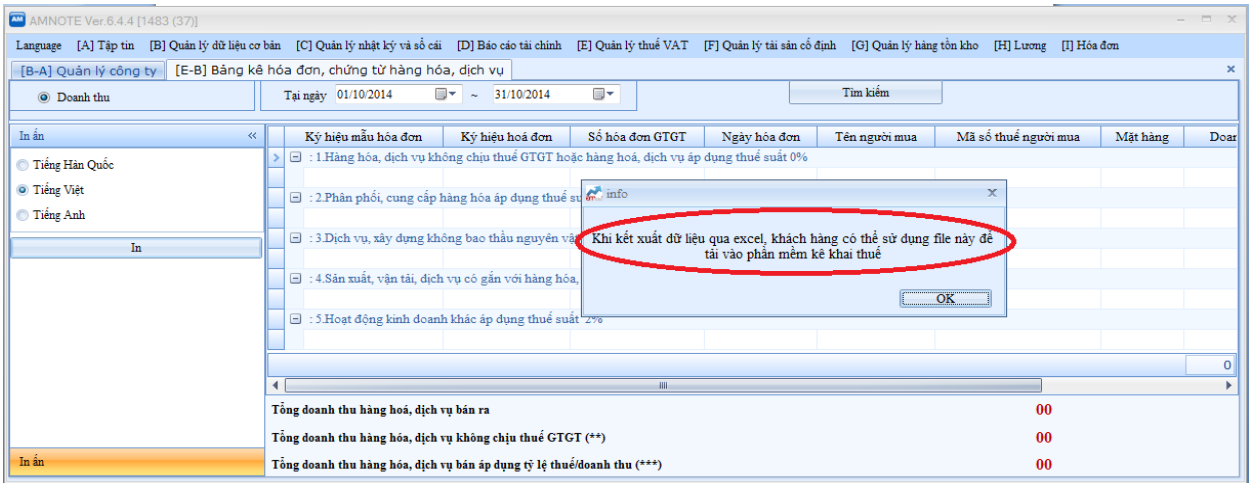 AMNOTE Ver.6.4.4 [1483 (37)]
Language [A] Tập tin [B] Quản lý dữ liệu cơ bản [C] Quản lý nhật ký và sổ cái [D] Báo cáo tài chính [E] Quản lý thuế VAT [F] Quản lý tài sản cố định [G] Quản lý hàng tồn kho [H] Lương [I] Hóa đơn
[B-A] Quản lý công ty [E-B] Bảng kê hóa đơn, chứng từ hàng hóa, dịch vụ
Doanh thu Tại ngày 01/10/2014 ~ 31/10/2014 Tìm kiếm
In ấn Ký hiệu mẫu hóa đơn Ký hiệu hoá đơn Số hóa đơn GTGT Ngày hóa đơn Tên người mua Mã số thuế người mua Mặt hàng Doar
: 1.Hàng hóa, dịch vụ không chịu thuế GTGT hoặc hàng hoá, dịch vụ áp dụng thuế suất 0%
Tiếng Hàn Quốc
Tiếng Việt
Tiếng Anh
In
: 2.Phân phối, cung cấp hàng hóa áp dụng thuế su
: 3.Dịch vụ, xây dựng không bao thầu nguyên vậ
: 4.Sản xuất, vận tải, dịch vụ có gắn với hàng hóa,
: 5.Hoạt động kinh doanh khác áp dụng thuế suất 2%
info
Khi kết xuất dữ liệu qua excel, khách hàng có thể sử dụng file này để
tải vào phần mềm kê khai thuế
OK
0
Tổng doanh thu hàng hoá, dịch vụ bán ra 00
Tổng doanh thu hàng hóa, dịch vụ không chịu thuế GTGT (**) 00
Tổng doanh thu hàng hóa, dịch vụ bán áp dụng tỷ lệ thuế/doanh thu (***) 00
In ấn